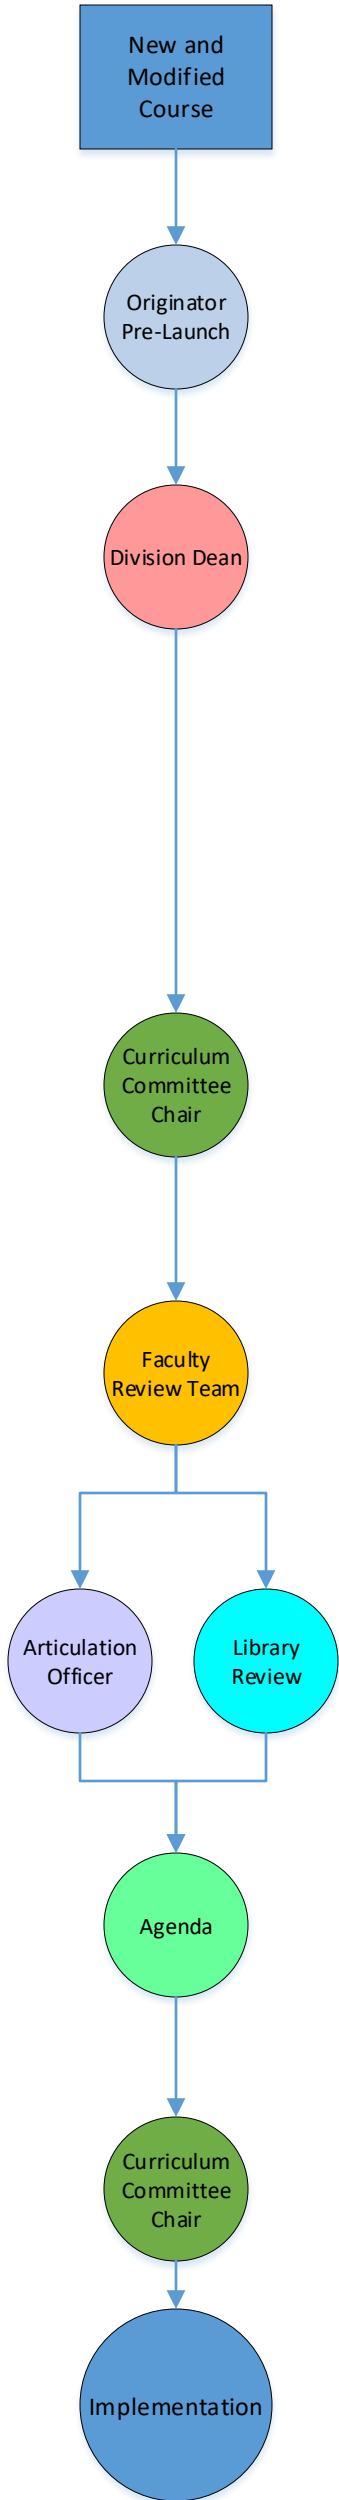 New and
Modified
Course
Originator
Pre-Launch
Division Dean
Curriculum
Committee
Chair
Faculty
Review Team
Articulation
Officer
Library
Review
Agenda
Curriculum
Committee
Chair
Implementation